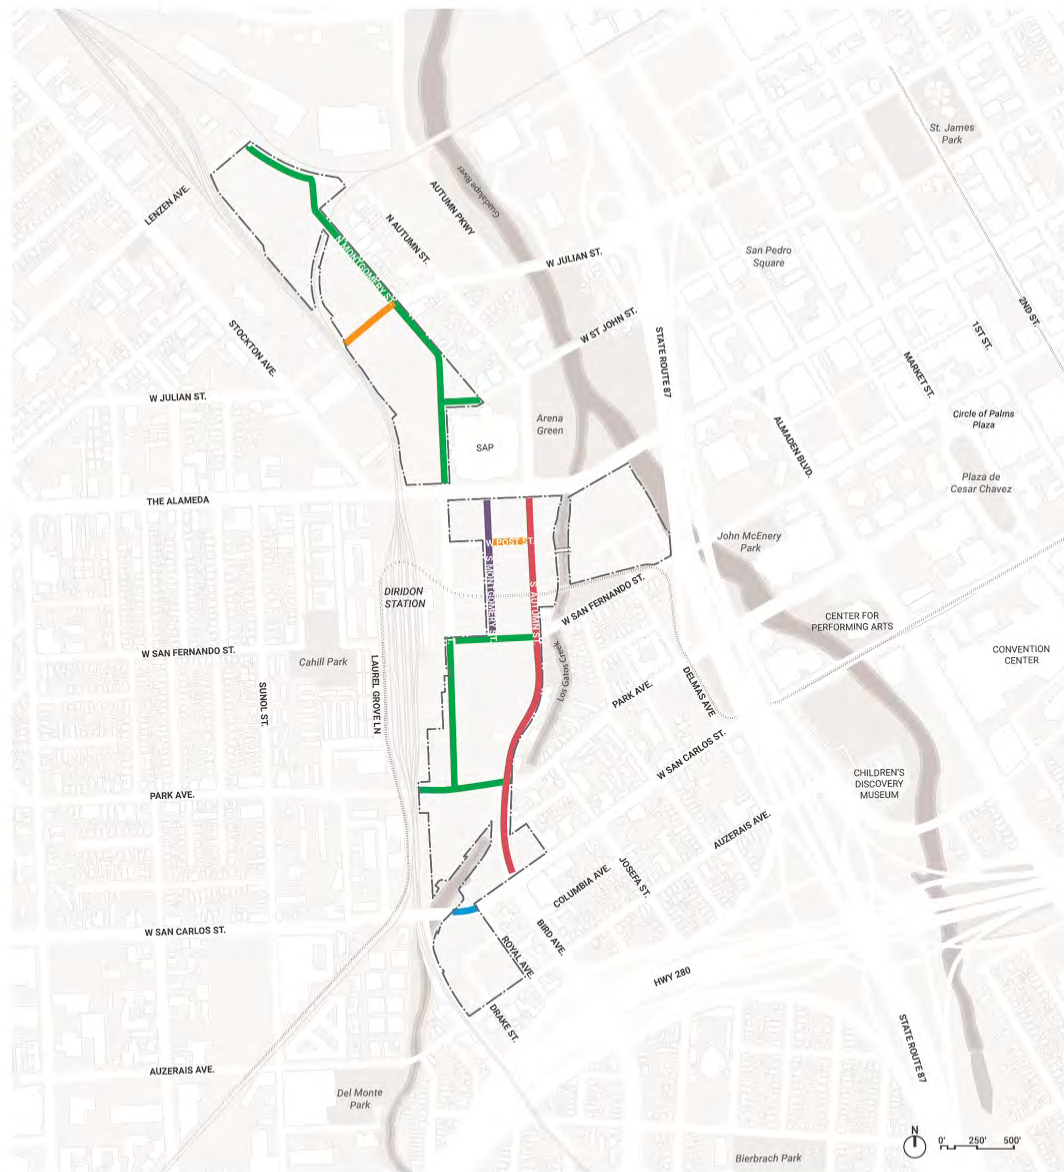 St. James
Park
LENZEN AVE.
AUTUMN PKWY
Guadalupe River
N AUTUMN ST.
N MONTGOMERY ST.
W JULIAN ST.
San Pedro
Square
2ND ST.
W ST JOHN ST.
STATE ROUTE 87
1ST ST.
STOCKTON AVE.
MARKET ST.
W JULIAN ST.
Arena
Green
Circle of Palms
Plaza
ALMADEN BLVD.
SAP
Plaza de
Cesar Chavez
THE ALAMEDA
John McEnery
Park
W POST ST.
S MONTGOMERY ST.
S AUTUMN ST.
DIRIDON
STATION
W SAN FERNANDO ST.
CENTER FOR
PERFORMING ARTS
W SAN FERNANDO ST.
Cahill Park
CONVENTION
CENTER
Los Gatos Creek
LAUREL GROVE LN
SUNOL ST.
PARK AVE.
DELMAS AVE
W SAN CARLOS ST.
PARK AVE.
CHILDREN'S
DISCOVERY
MUSEUM
AUZERAIS AVE.
COLUMBIA AVE.
JOSEFA ST.
W SAN CARLOS ST.
BIRD AVE.
ROYAL AVE.
HWY 280
DRAKE ST.
STATE ROUTE 87
AUZERAIS AVE.
Del Monte
Park
N
0' 250' 500'
Bierbrach Park